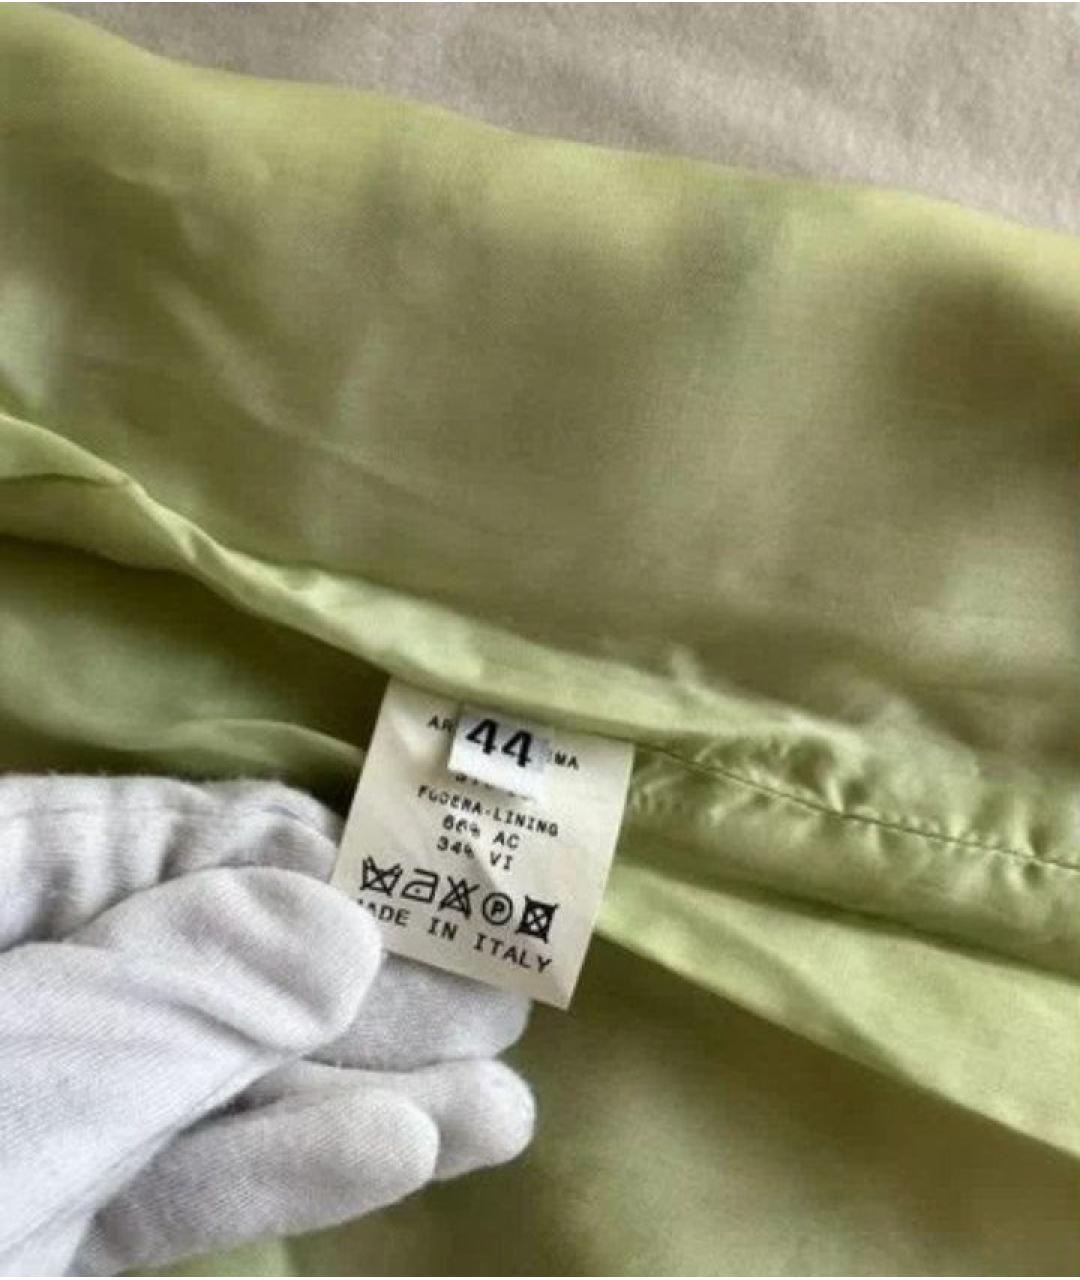 44
FODERA-LINING
66% AC
34% VI
P
MADE IN ITALY